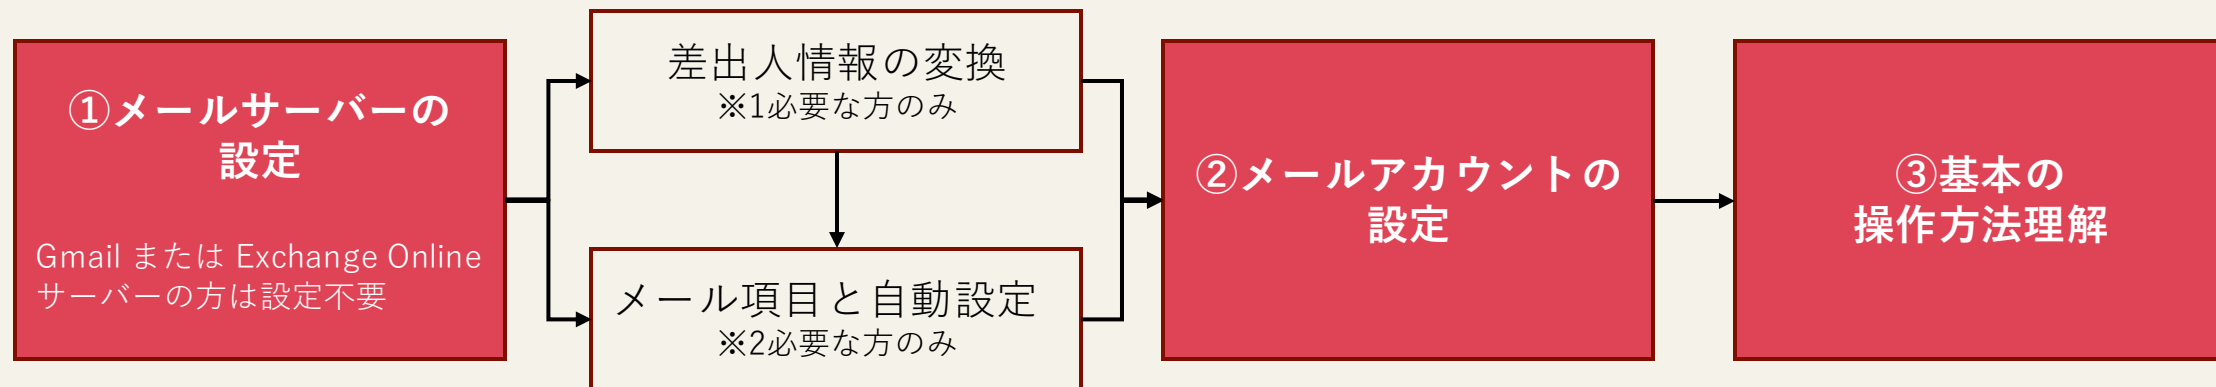 ①メールサーバーの
設定
Gmail または Exchange Online
サーバーの方は設定不要
差出人情報の変換
※1必要な方のみ
メール項目と自動設定
※2必要な方のみ
②メールアカウントの
設定
③基本の
操作方法理解